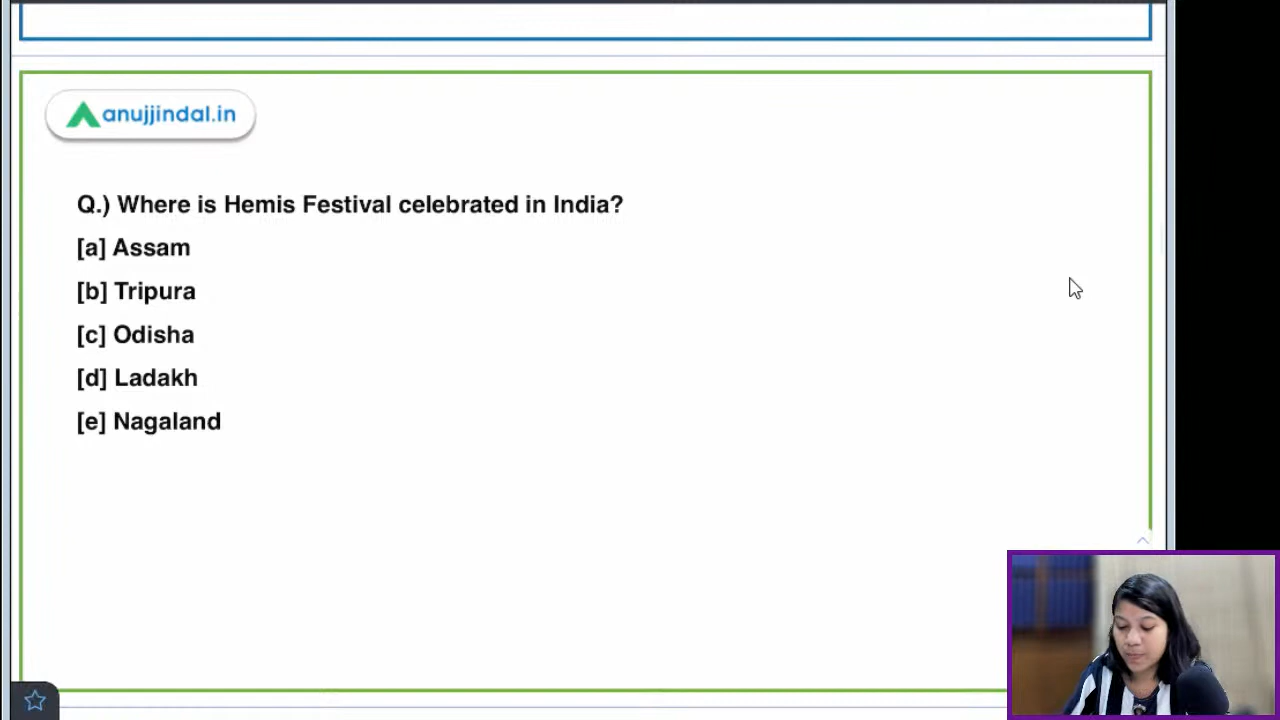 anujjindal.in
Q.) Where is Hemis Festival celebrated in India?
[a] Assam
[b] Tripura
[c] Odisha
[d] Ladakh
[e] Nagaland